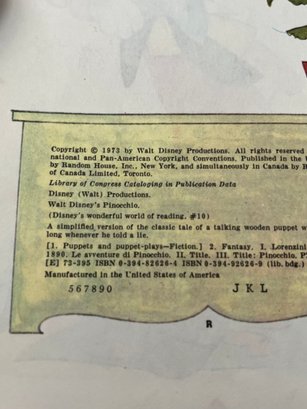 Copyright © 1973 by Walt Disney Productions. All rights reserved
national and Pan-American Copyright Conventions. Published in the
by Random House, Inc., New York, and simultaneously in Canada by
of Canada Limited, Toronto.
Library of Congress Cataloging in Publication Data
Disney (Walt) Productions.
Walt Disney's Pinocchio.
(Disney's wonderful world of reading, #10)
A simplified version of the classic tale of a talking wooden puppet
long whenever he told a lie.
[1. Puppets and puppet-plays—Fiction.] 2. Fantasy. I. Lorenzini
1890. Le avventure di Pinocchio. II. Title. III. Title: Pinocchio.
[E] 73-395 ISBN 0-394-82626-4 ISBN 0-394-92626-9 (lib. bdg.)
Manufactured in the United States of America
567890 J K L
R